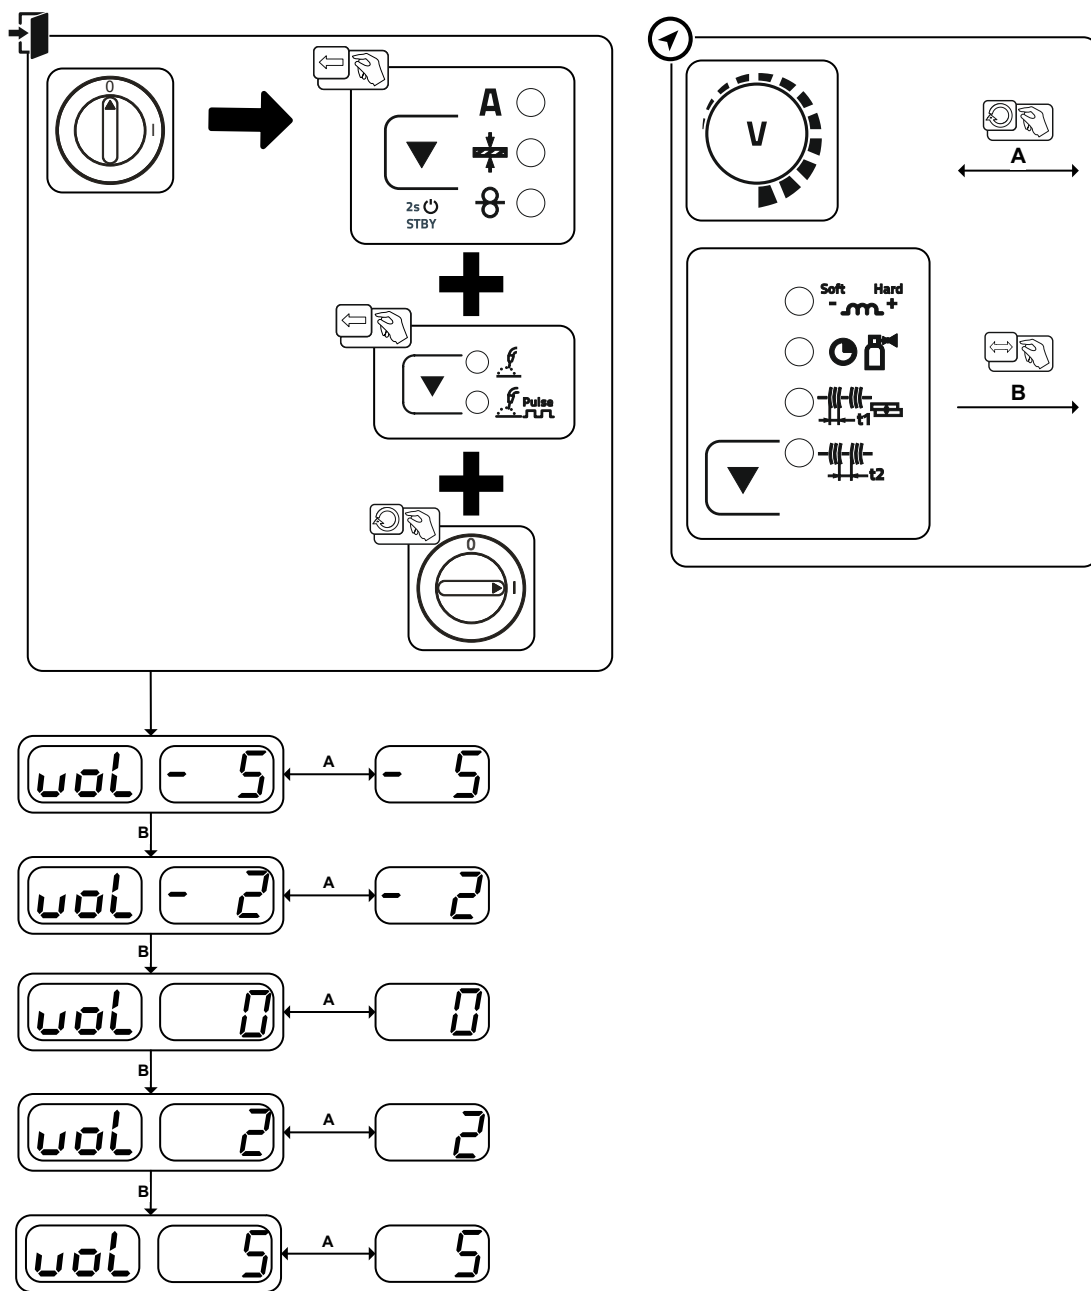 0
I
A
2s
STBY
Pulse
0
I
V
A
Soft Hard
- +
t1
t2
B
voL - 5 A - 5
B
voL - 2 A - 2
B
voL 0 A 0
B
voL 2 A 2
B
voL 5 A 5